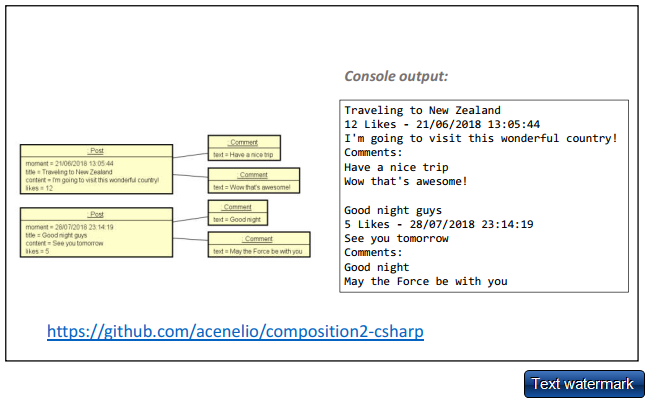 Console output:
Traveling to New Zealand
12 Likes - 21/06/2018 13:05:44
I'm going to visit this wonderful country!
Comments:
Have a nice trip
Wow that's awesome!
Good night guys
5 Likes - 28/07/2018 23:14:19
See you tomorrow
Comments:
Good night
May the Force be with you
_Post
moment = 21/06/2018 13:05:44
title = Traveling to New Zealand
content = I'm going to visit this wonderful country!
likes = 12
_Comment
text = Have a nice trip
_Comment
text = Wow that's awesome!
_Post
moment = 28/07/2018 23:14:19
title = Good night guys
content = See you tomorrow
likes = 5
_Comment
text = Good night
_Comment
text = May the Force be with you
https://github.com/acenelio/composition2-csharp
Text watermark